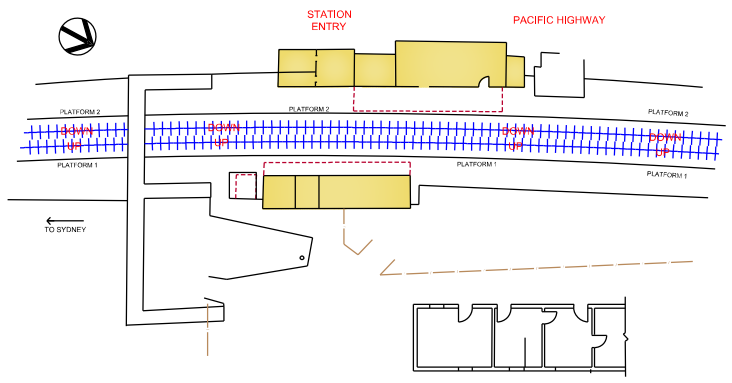 STATION
ENTRY
PACIFIC HIGHWAY
PLATFORM 2
PLATFORM 2
PLATFORM 2
DOWN
DOWN
DOWN
DOWN
UP
UP
UP
UP
PLATFORM 1
PLATFORM 1
PLATFORM 1
TO SYDNEY